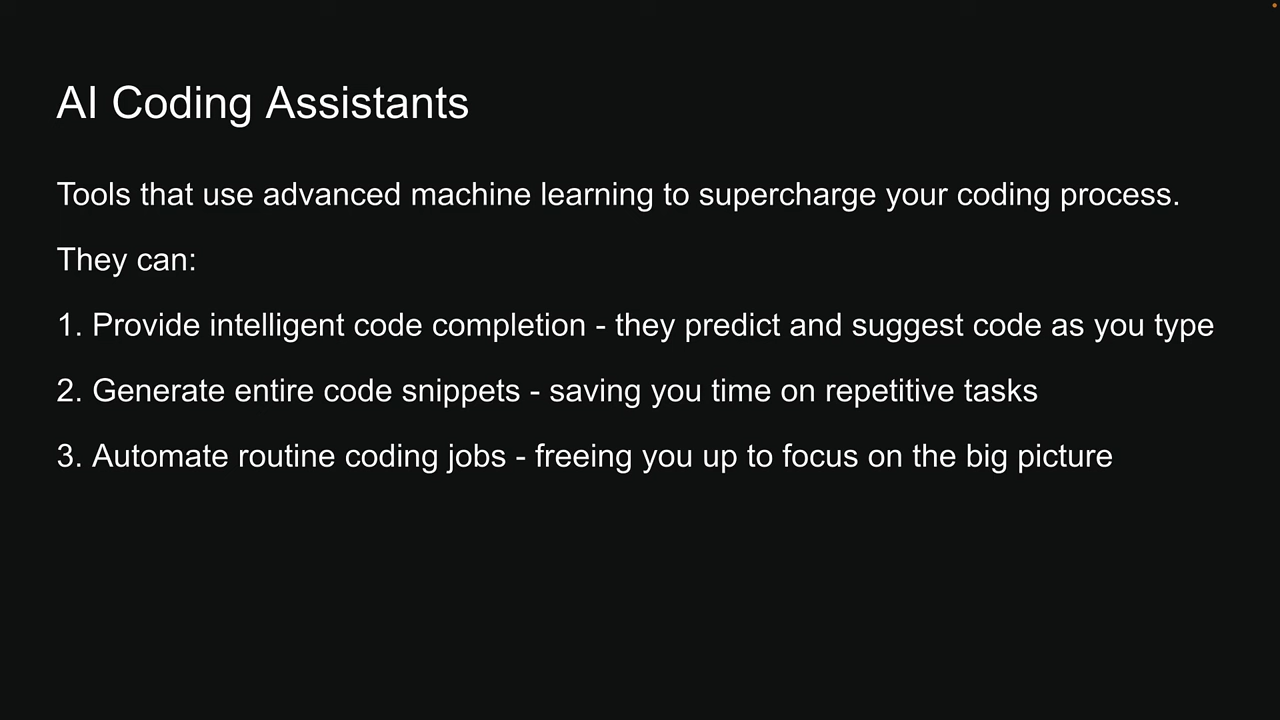 AI Coding Assistants
Tools that use advanced machine learning to supercharge your coding process.
They can:
1. Provide intelligent code completion - they predict and suggest code as you type
2. Generate entire code snippets - saving you time on repetitive tasks
3. Automate routine coding jobs - freeing you up to focus on the big picture